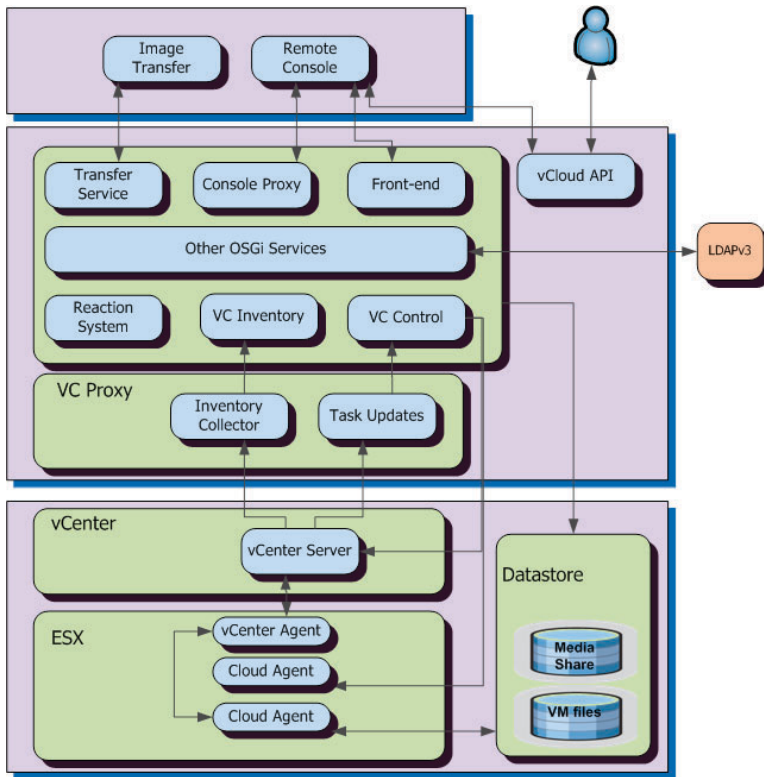 Image
Transfer
Remote
Console
Transfer
Service
Console Proxy
Front-end
vCloud API
Other OSGi Services
LDAPv3
Reaction
System
VC Inventory
VC Control
VC Proxy
Inventory
Collector
Task Updates
vCenter
vCenter Server
Datastore
ESX
vCenter Agent
Media
Share
Cloud Agent
VM files
Cloud Agent